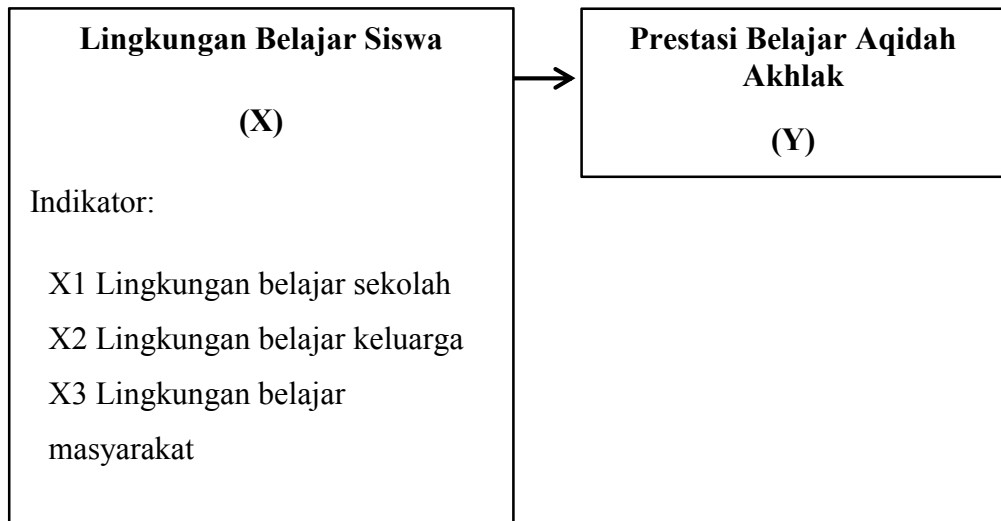 Lingkungan Belajar Siswa
(X)
Indikator:
X1 Lingkungan belajar sekolah
X2 Lingkungan belajar keluarga
X3 Lingkungan belajar
masyarakat
Prestasi Belajar Aqidah
Akhlak
(Y)